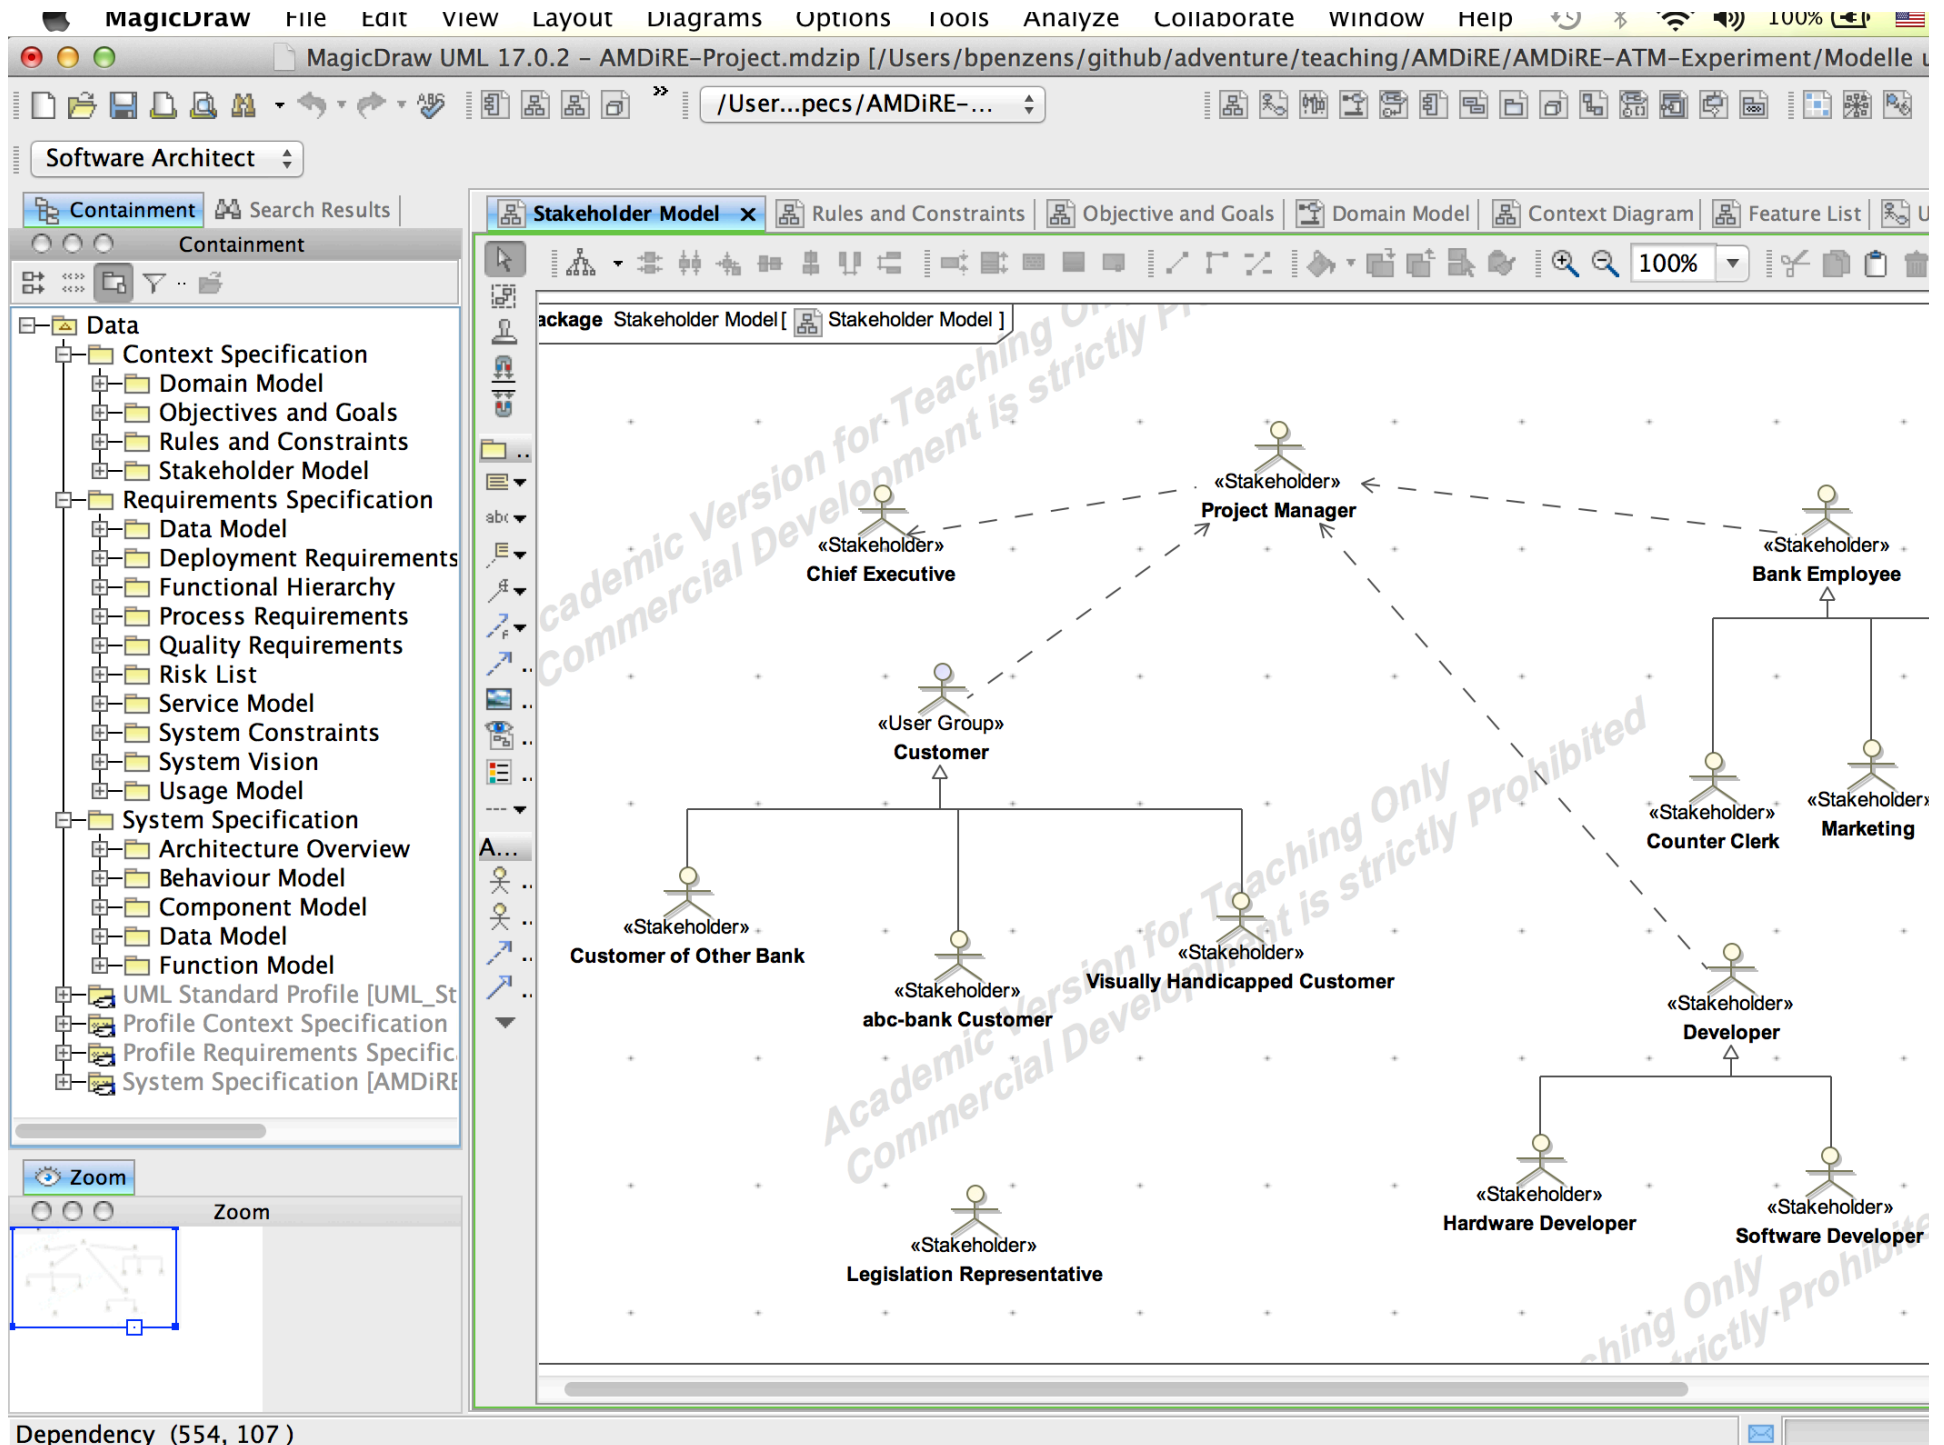 MagicDraw File Edit View Layout Diagrams Options Tools Analyze Collaborate Window Help 100%
MagicDraw UML 17.0.2 – AMDiRE-Project.mdzip [/Users/bpenzens/github/adventure/teaching/AMDiRE/AMDiRE-ATM-Experiment/Modelle
/User...pecs/AMDiRE-...
Software Architect
Containment Search Results
Stakeholder Model Rules and Constraints Objective and Goals Domain Model Context Diagram Feature List U
Containment
100%
Data
Context Specification
Domain Model
Objectives and Goals
Rules and Constraints
Stakeholder Model
Requirements Specification
Data Model
Deployment Requirements
Functional Hierarchy
Process Requirements
Quality Requirements
Risk List
Service Model
System Constraints
System Vision
Usage Model
System Specification
Architecture Overview
Behaviour Model
Component Model
Data Model
Function Model
UML Standard Profile [UML_St
Profile Context Specification
Profile Requirements Specific
System Specification [AMDiRE
Zoom
Zoom
A...
ackage Stakeholder Model[ Stakeholder Model ]
cademic Version for Teaching On
Commercial Development is strictly Pr
«Stakeholder»
Project Manager
«Stakeholder»
Chief Executive
«Stakeholder»
Bank Employee
«User Group»
Customer
«Stakeholder»
Counter Clerk
«Stakeholder»
Marketing
«Stakeholder»
Customer of Other Bank
«Stakeholder»
abc-bank Customer
«Stakeholder»
Visually Handicapped Customer
«Stakeholder»
Developer
Academic Version for Teaching Only
Commercial Development is strictly Prohibited
«Stakeholder»
Hardware Developer
«Stakeholder»
Software Developer
«Stakeholder»
Legislation Representative
ching Only
trictly Prohibite
Dependency (554, 107 )